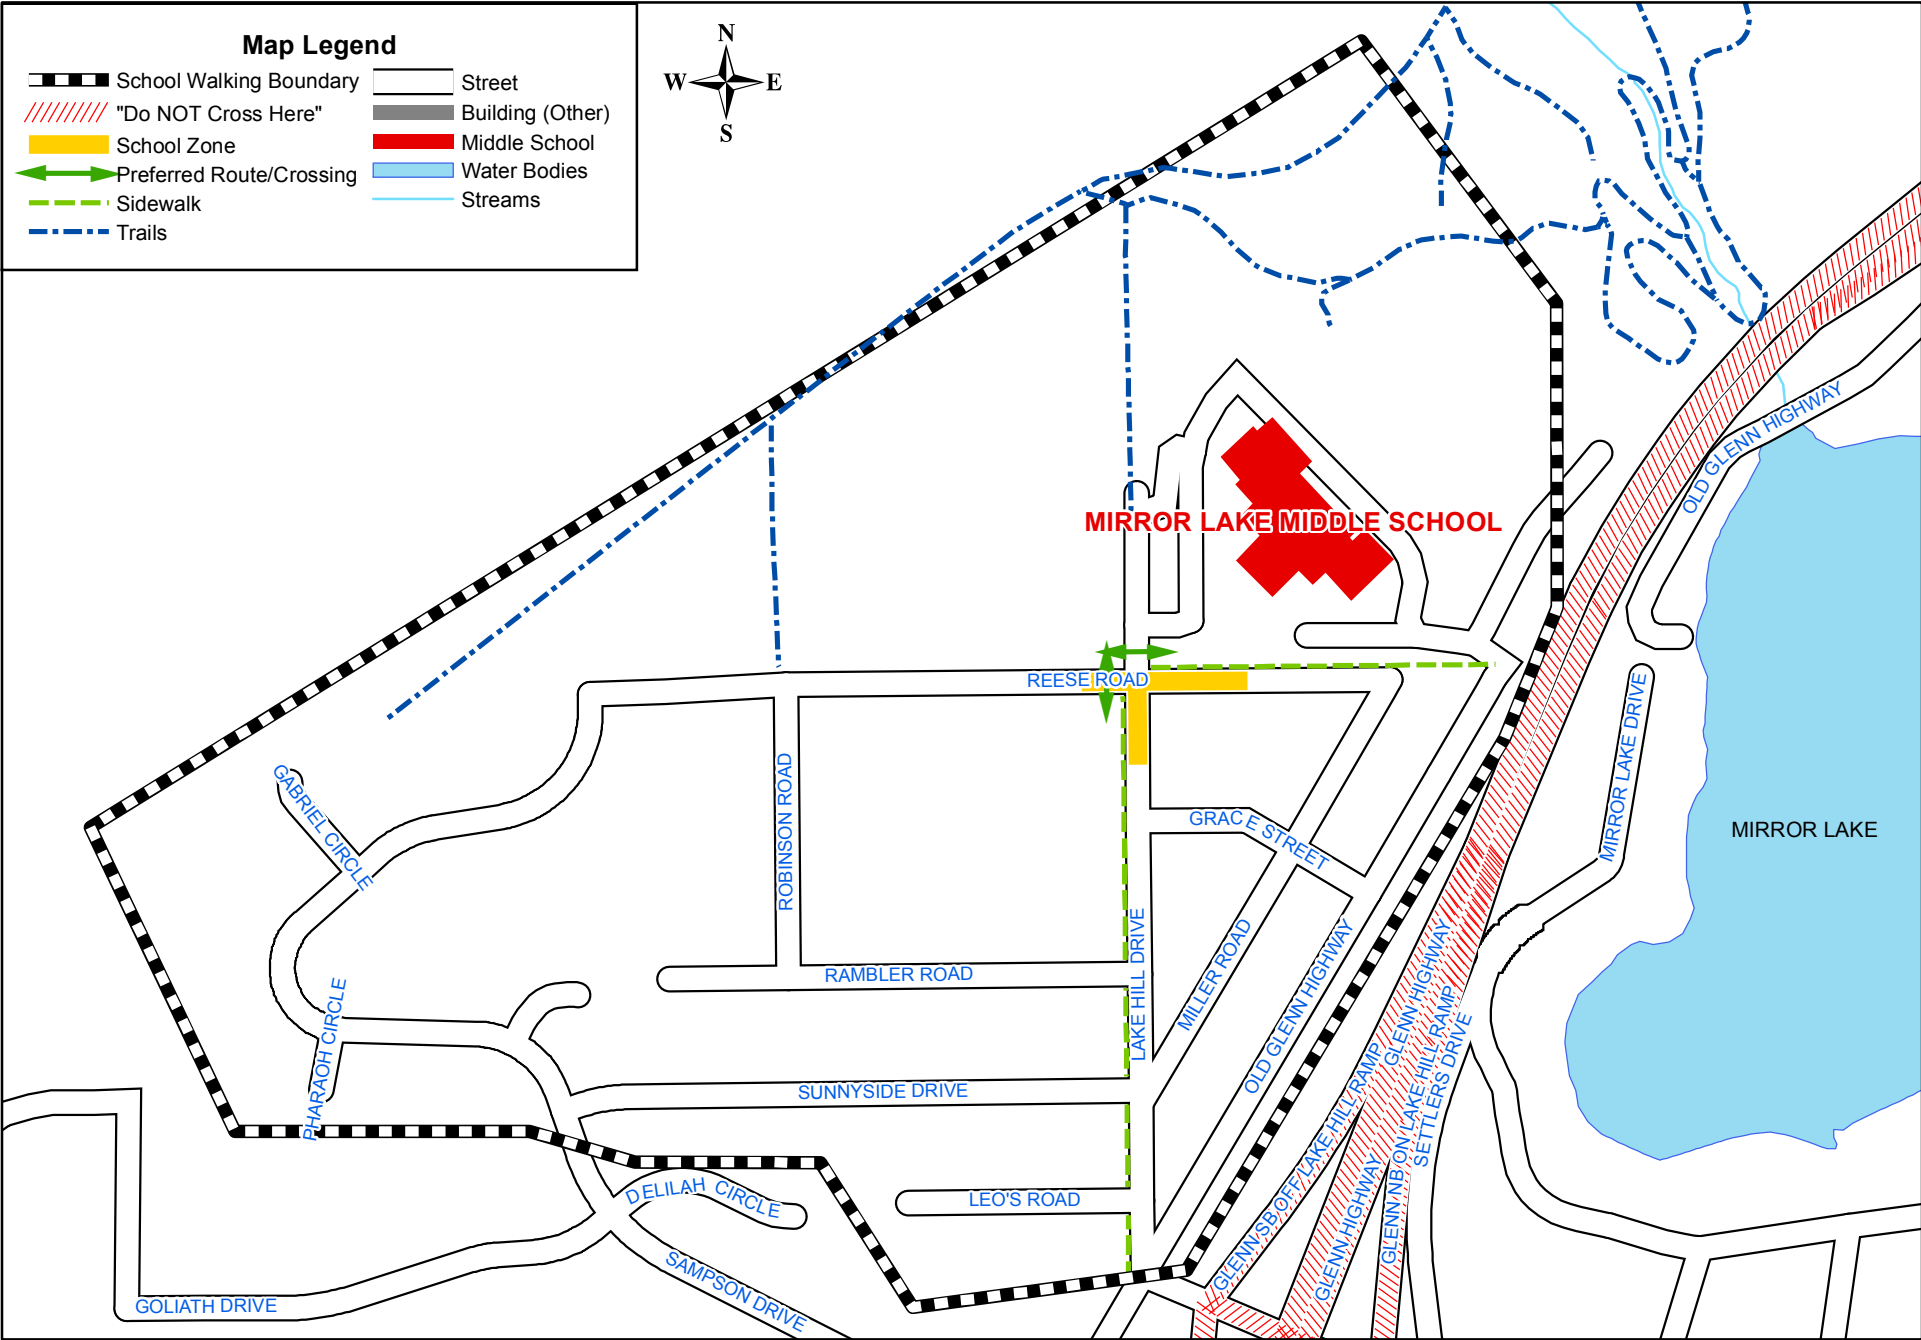 Map Legend
School Walking Boundary
"Do NOT Cross Here"
School Zone
Preferred Route/Crossing
Sidewalk
Trails
Street
Building (Other)
Middle School
Water Bodies
Streams
N
W
E
S
OLD GLENN HIGHWAY
MIRROR LAKE MIDDLE SCHOOL
REESE ROAD
MIRROR LAKE DRIVE
GABRIEL CIRCLE
ROBINSON ROAD
GRACE STREET
MIRROR LAKE
RAMBLER ROAD
LAKE HILL DRIVE
MILLER ROAD
OLD GLENN HIGHWAY
GLENN HIGHWAY
PHARAOH CIRCLE
SUNNYSIDE DRIVE
GLENN SB OFF LAKE HILL RAMP
GLENN NB ON LAKE HILL RAMP
SETTLERS DRIVE
DELILAH CIRCLE
LEO'S ROAD
GLENN HIGHWAY
SAMPSON DRIVE
GOLIATH DRIVE